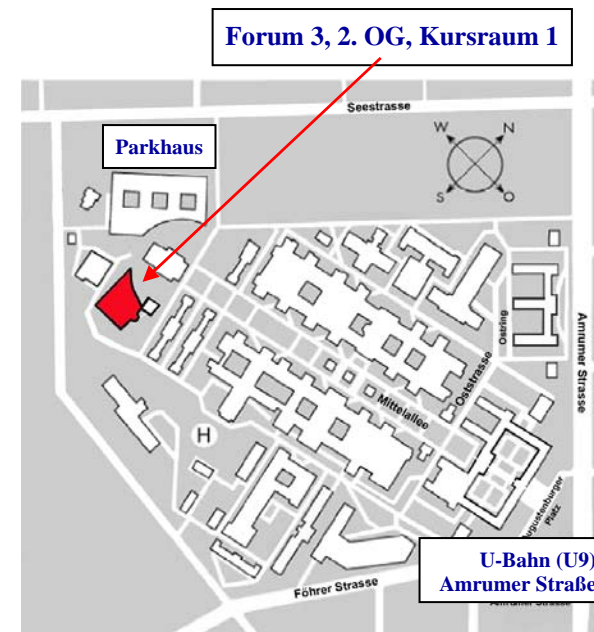 Forum 3, 2. OG, Kursraum 1
Seestrasse
Parkhaus
W
N
S
O
Ostring
Amrumer Strasse
Oststrasse
Mittelallee
H
Augustenburger
Platz
U-Bahn (U9)
Amrumer Straße
Föhrer Strasse